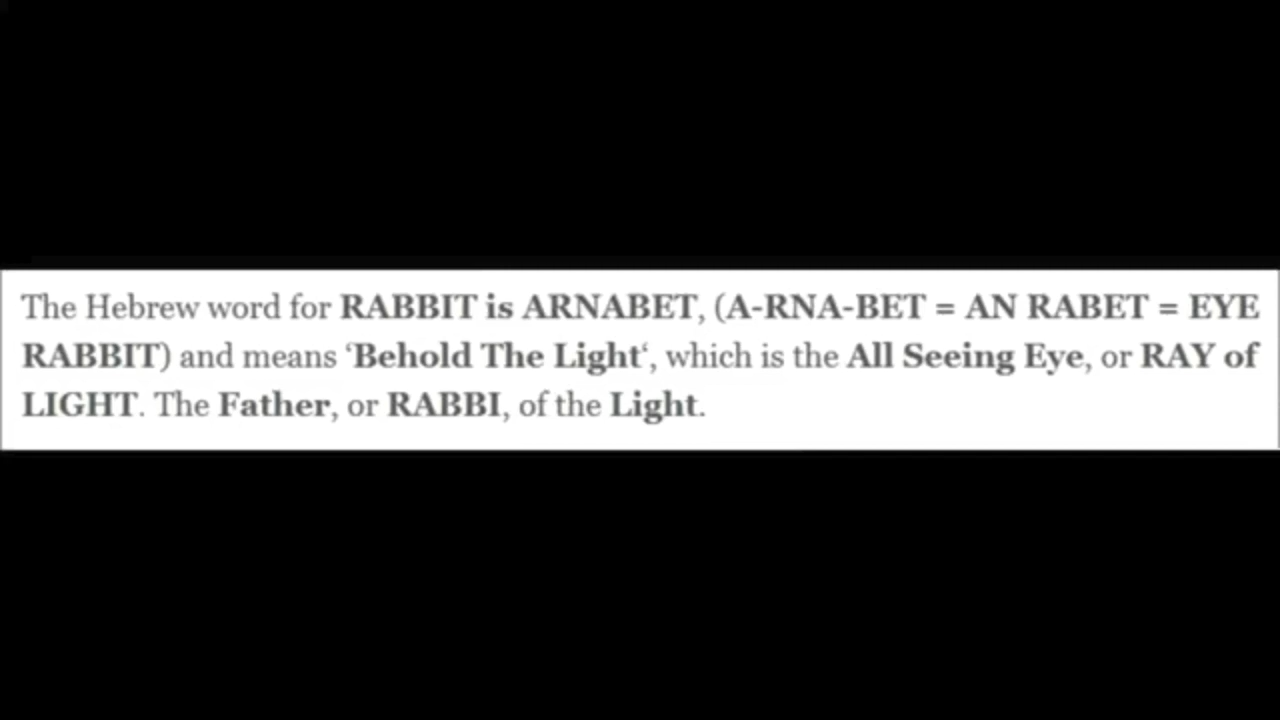 The Hebrew word for RABBIT is ARNABET, (A-RNA-BET = AN RABET = EYE
RABBIT) and means ‘Behold The Light‘, which is the All Seeing Eye, or RAY of
LIGHT. The Father, or RABBI, of the Light.